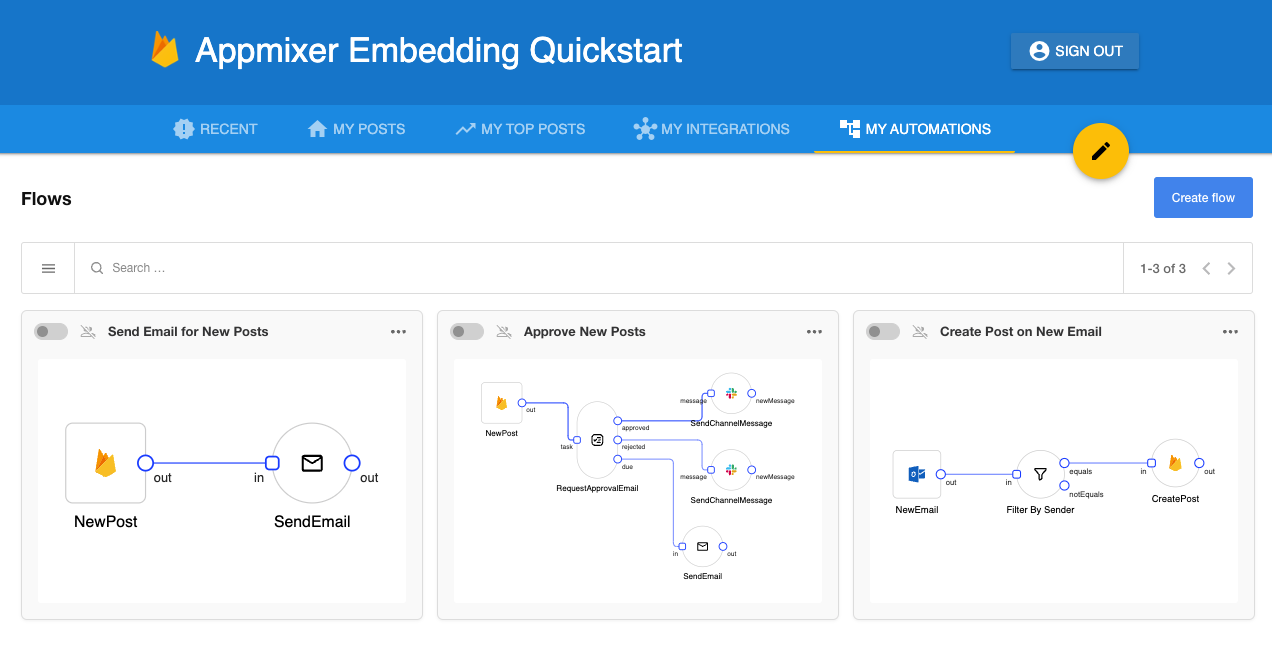 Appmixer Embedding Quickstart
SIGN OUT
RECENT
MY POSTS
MY TOP POSTS
MY INTEGRATIONS
MY AUTOMATIONS
Flows
Create flow
Search …
1-3 of 3
Send Email for New Posts
out
in
out
NewPost
SendEmail
Approve New Posts
out
NewPost
message
newMessage
SendChannelMessage
task
approved
rejected
due
RequestApprovalEmail
message
newMessage
SendChannelMessage
in
out
SendEmail
Create Post on New Email
out
NewEmail
in
equals
notEquals
Filter By Sender
in
out
CreatePost